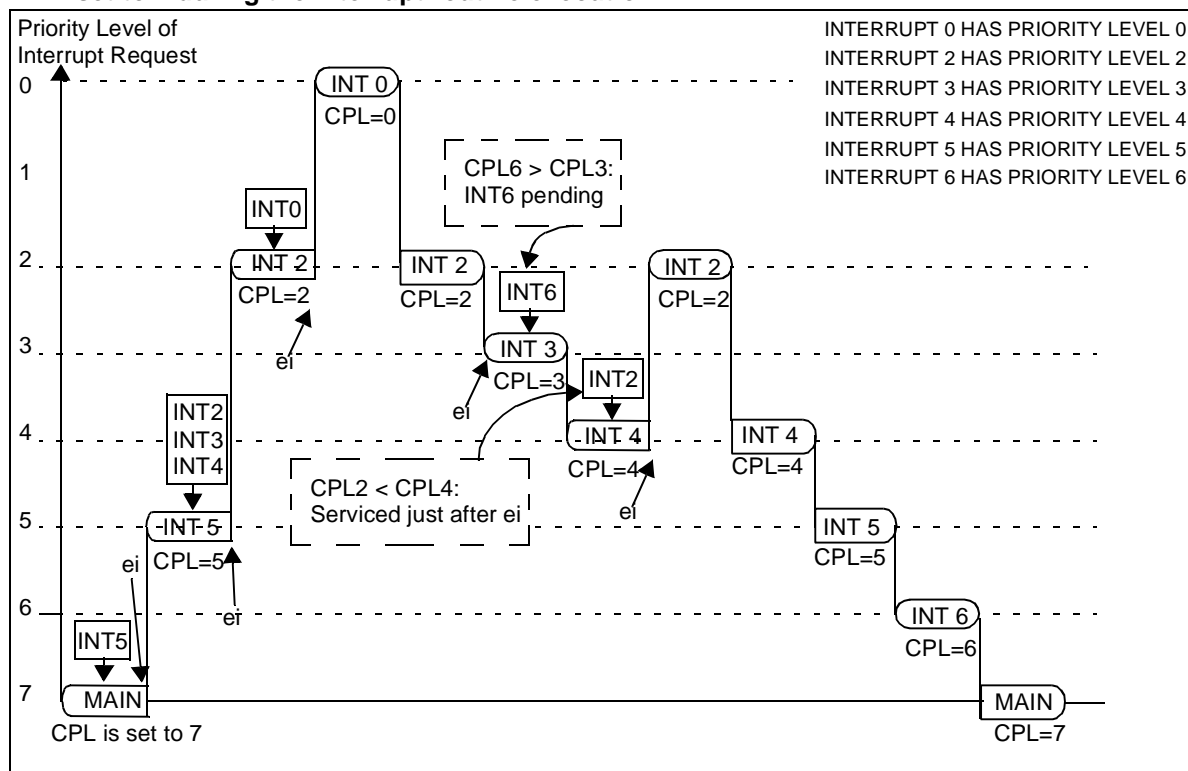 Priority Level of
Interrupt Request
INTERRUPT 0 HAS PRIORITY LEVEL 0
INTERRUPT 2 HAS PRIORITY LEVEL 2
INTERRUPT 3 HAS PRIORITY LEVEL 3
INTERRUPT 4 HAS PRIORITY LEVEL 4
INTERRUPT 5 HAS PRIORITY LEVEL 5
INTERRUPT 6 HAS PRIORITY LEVEL 6
0
INT 0
CPL=0
1
CPL6 > CPL3:
INT6 pending
INT0
2
INT 2
CPL=2
INT 2
CPL=2
INT 2
CPL=2
INT6
ei
3
INT 3
CPL=3
ei
INT2
INT2
INT3
INT4
4
INT 4
CPL=4
INT 4
CPL=4
CPL2 < CPL4:
Serviced just after ei
ei
5
INT 5
CPL=5
INT 5
CPL=5
ei
ei
6
INT5
INT 6
CPL=6
7
MAIN
MAIN
CPL is set to 7
CPL=7